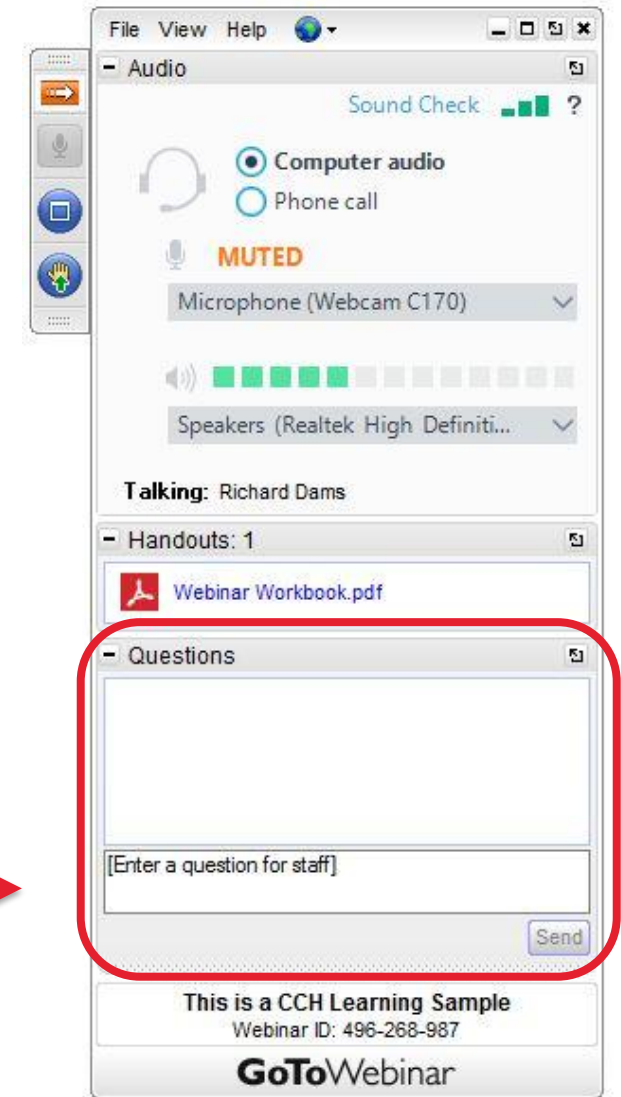 File View Help
Audio
Sound Check ?
Computer audio
Phone call
MUTED
Microphone (Webcam C170)
Speakers (Realtek High Definiti...
Talking: Richard Dams
Handouts: 1
Webinar Workbook.pdf
Questions
[Enter a question for staff]
Send
This is a CCH Learning Sample
Webinar ID: 496-268-987
GoToWebinar